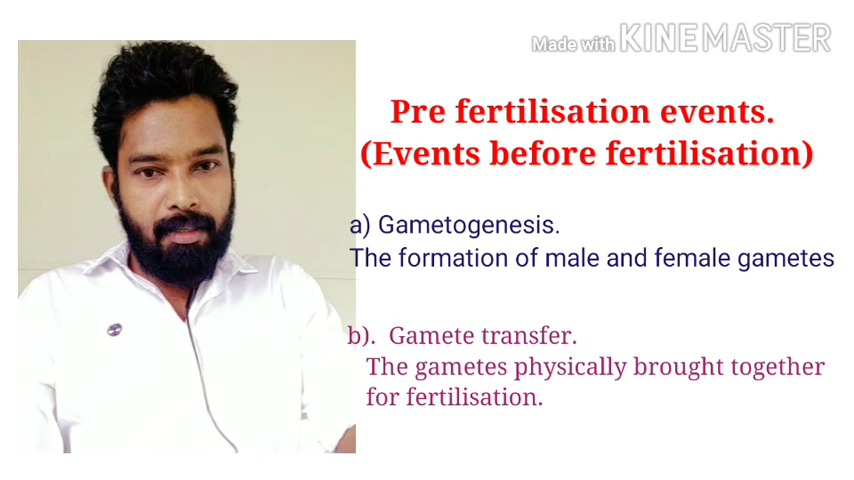 Made with KINEMASTER
Pre fertilisation events.
(Events before fertilisation)
a) Gametogenesis.
The formation of male and female gametes
b). Gamete transfer.
The gametes physically brought together
for fertilisation.